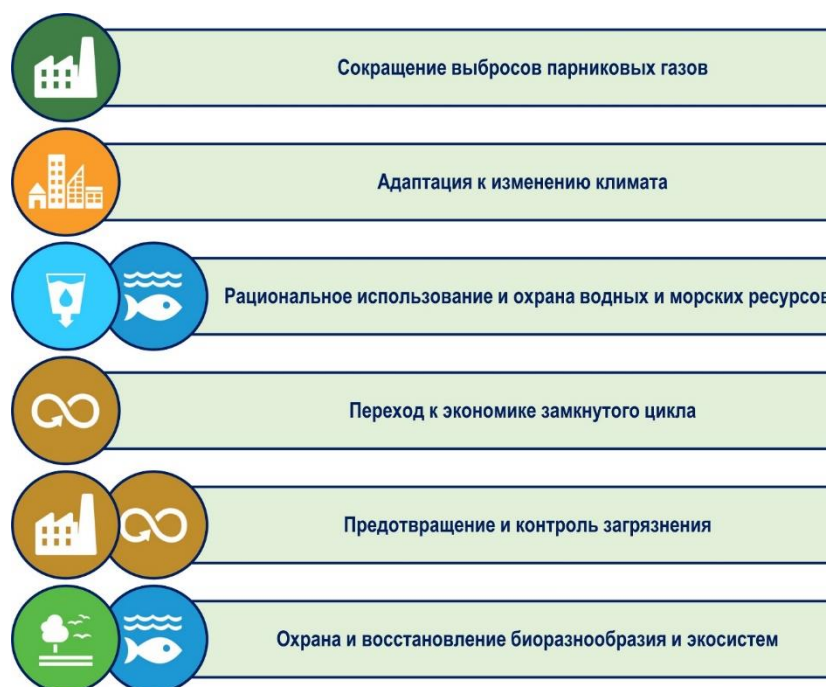 Сокращение выбросов парниковых газов
Адаптация к изменению климата
Рациональное использование и охрана водных и морских ресурсов
Переход к экономике замкнутого цикла
Предотвращение и контроль загрязнения
Охрана и восстановление биоразнообразия и экосистем